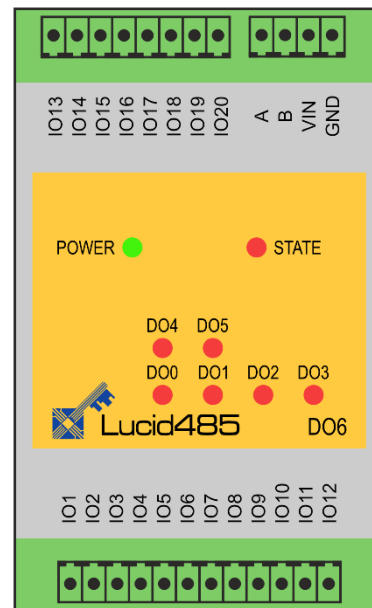 IO13 IO14 IO15 IO16 IO17 IO18 IO19 IO20 A B VIN GND
POWER STATE
DO4 DO5
DO0 DO1 DO2 DO3
Lucid485 DO6
IO1 IO2 IO3 IO4 IO5 IO6 IO7 IO8 IO9 IO10 IO11 IO12